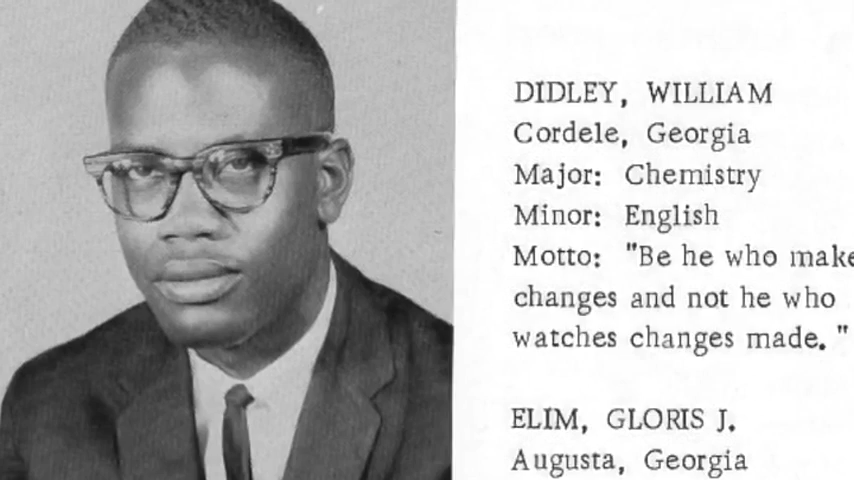 DIDLEY, WILLIAM
Cordele, Georgia
Major: Chemistry
Minor: English
Motto: "Be he who make
changes and not he who
watches changes made."
ELIM, GLORIS J.
Augusta, Georgia